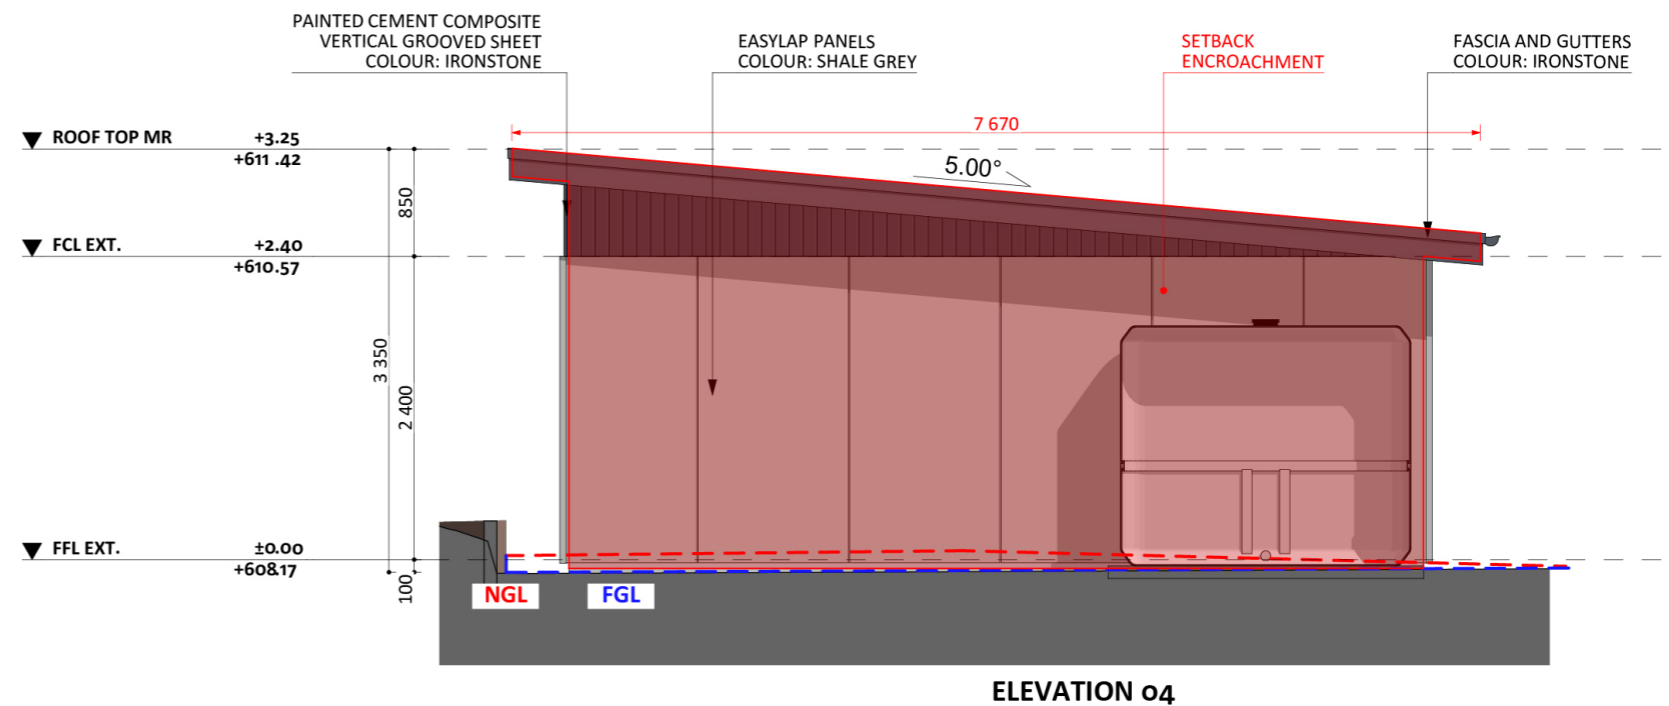 PAINTED CEMENT COMPOSITE
VERTICAL GROOVED SHEET
COLOUR: IRONSTONE
EASYLAP PANELS
COLOUR: SHALE GREY
SETBACK
ENCROACHMENT
FASCIA AND GUTTERS
COLOUR: IRONSTONE
7 670
ROOF TOP MR +3.25
+611.42
5.00°
850
FCL EXT. +2.40
+610.57
3 350
2 400
FFL EXT. ±0.00
+608.17
100
NGL FGL
ELEVATION 04